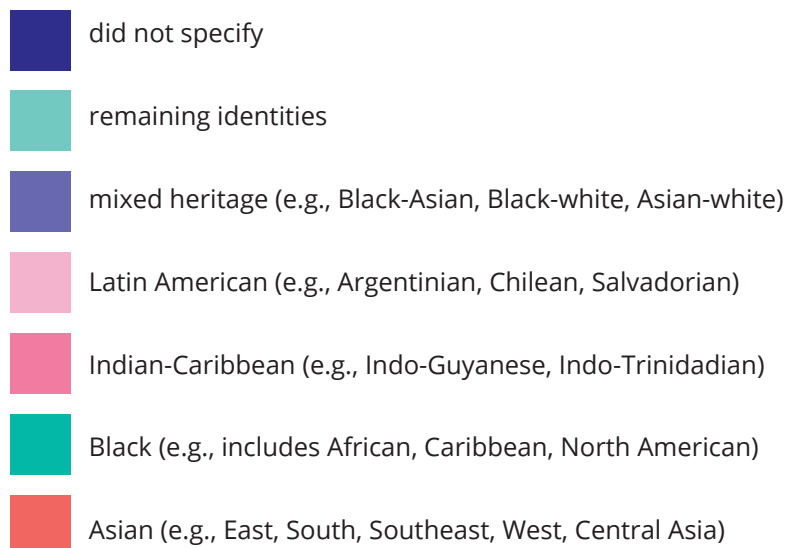 did not specify
remaining identities
mixed heritage (e.g., Black-Asian, Black-white, Asian-white)
Latin American (e.g., Argentinian, Chilean, Salvadorian)
Indian-Caribbean (e.g., Indo-Guyanese, Indo-Trinidadian)
Black (e.g., includes African, Caribbean, North American)
Asian (e.g., East, South, Southeast, West, Central Asia)